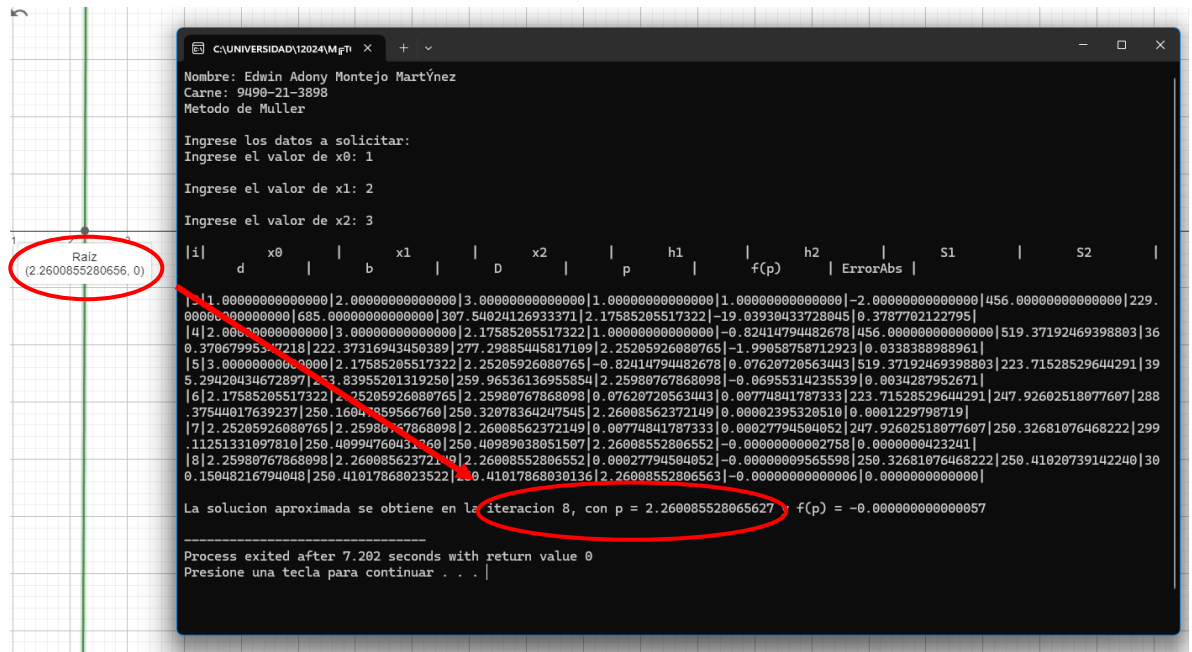 C:\UNIVERSIDAD\12024\M╔T(
Nombre: Edwin Adony Montejo MartÝnez
Carne: 9490-21-3898
Metodo de Muller
Ingrese los datos a solicitar:
Ingrese el valor de x0: 1
Ingrese el valor de x1: 2
Ingrese el valor de x2: 3
|i| x0 | x1 | x2 | h1 | h2 | S1 | S2 |
d | b | D | p | f(p) | ErrorAbs |
|3|1.00000000000000|2.00000000000000|3.00000000000000|1.00000000000000|1.00000000000000|-2.00000000000000|456.00000000000000|229.
00000000000000|685.00000000000000|307.54024126933371|2.17585205517322|-19.03930433728045|0.3787702122795|
|4|2.00000000000000|3.00000000000000|2.17585205517322|1.00000000000000|-0.82414794482678|456.00000000000000|519.37192469398803|36
0.37067995347218|222.37316943450389|277.29885445817109|2.25205926080765|-1.99058758712923|0.0338388988961|
|5|3.00000000000000|2.17585205517322|2.25205926080765|-0.82414794482678|0.07620720563443|519.37192469398803|223.71528529644291|39
5.29420434672897|253.83955201319250|259.96536136955854|2.25980767868098|-0.06955314235539|0.0034287952671|
|6|2.17585205517322|2.25205926080765|2.25980767868098|0.07620720563443|0.00774841787333|223.71528529644291|247.92602518077607|288
.37544017639237|250.16047859566760|250.32078364247545|2.26008562372149|0.00002395320510|0.0001229798719|
|7|2.25205926080765|2.25980767868098|2.26008562372149|0.00774841787333|0.00027794504052|247.92602518077607|250.32681076468222|299
.11251331097810|250.40994760431360|250.40989038051507|2.26008552806552|-0.00000000002758|0.0000000423241|
|8|2.25980767868098|2.26008562372149|2.26008552806552|0.00027794504052|-0.00000009565598|250.32681076468222|250.41020739142240|30
0.15048216794048|250.41017868023522|250.41017868030136|2.26008552806563|-0.00000000000006|0.0000000000000|
La solucion aproximada se obtiene en la iteracion 8, con p = 2.260085528065627 y f(p) = -0.000000000000057
--------------------------------
Process exited after 7.202 seconds with return value 0
Presione una tecla para continuar . . .
1 2 3
Raíz
(2.2600855280656, 0)